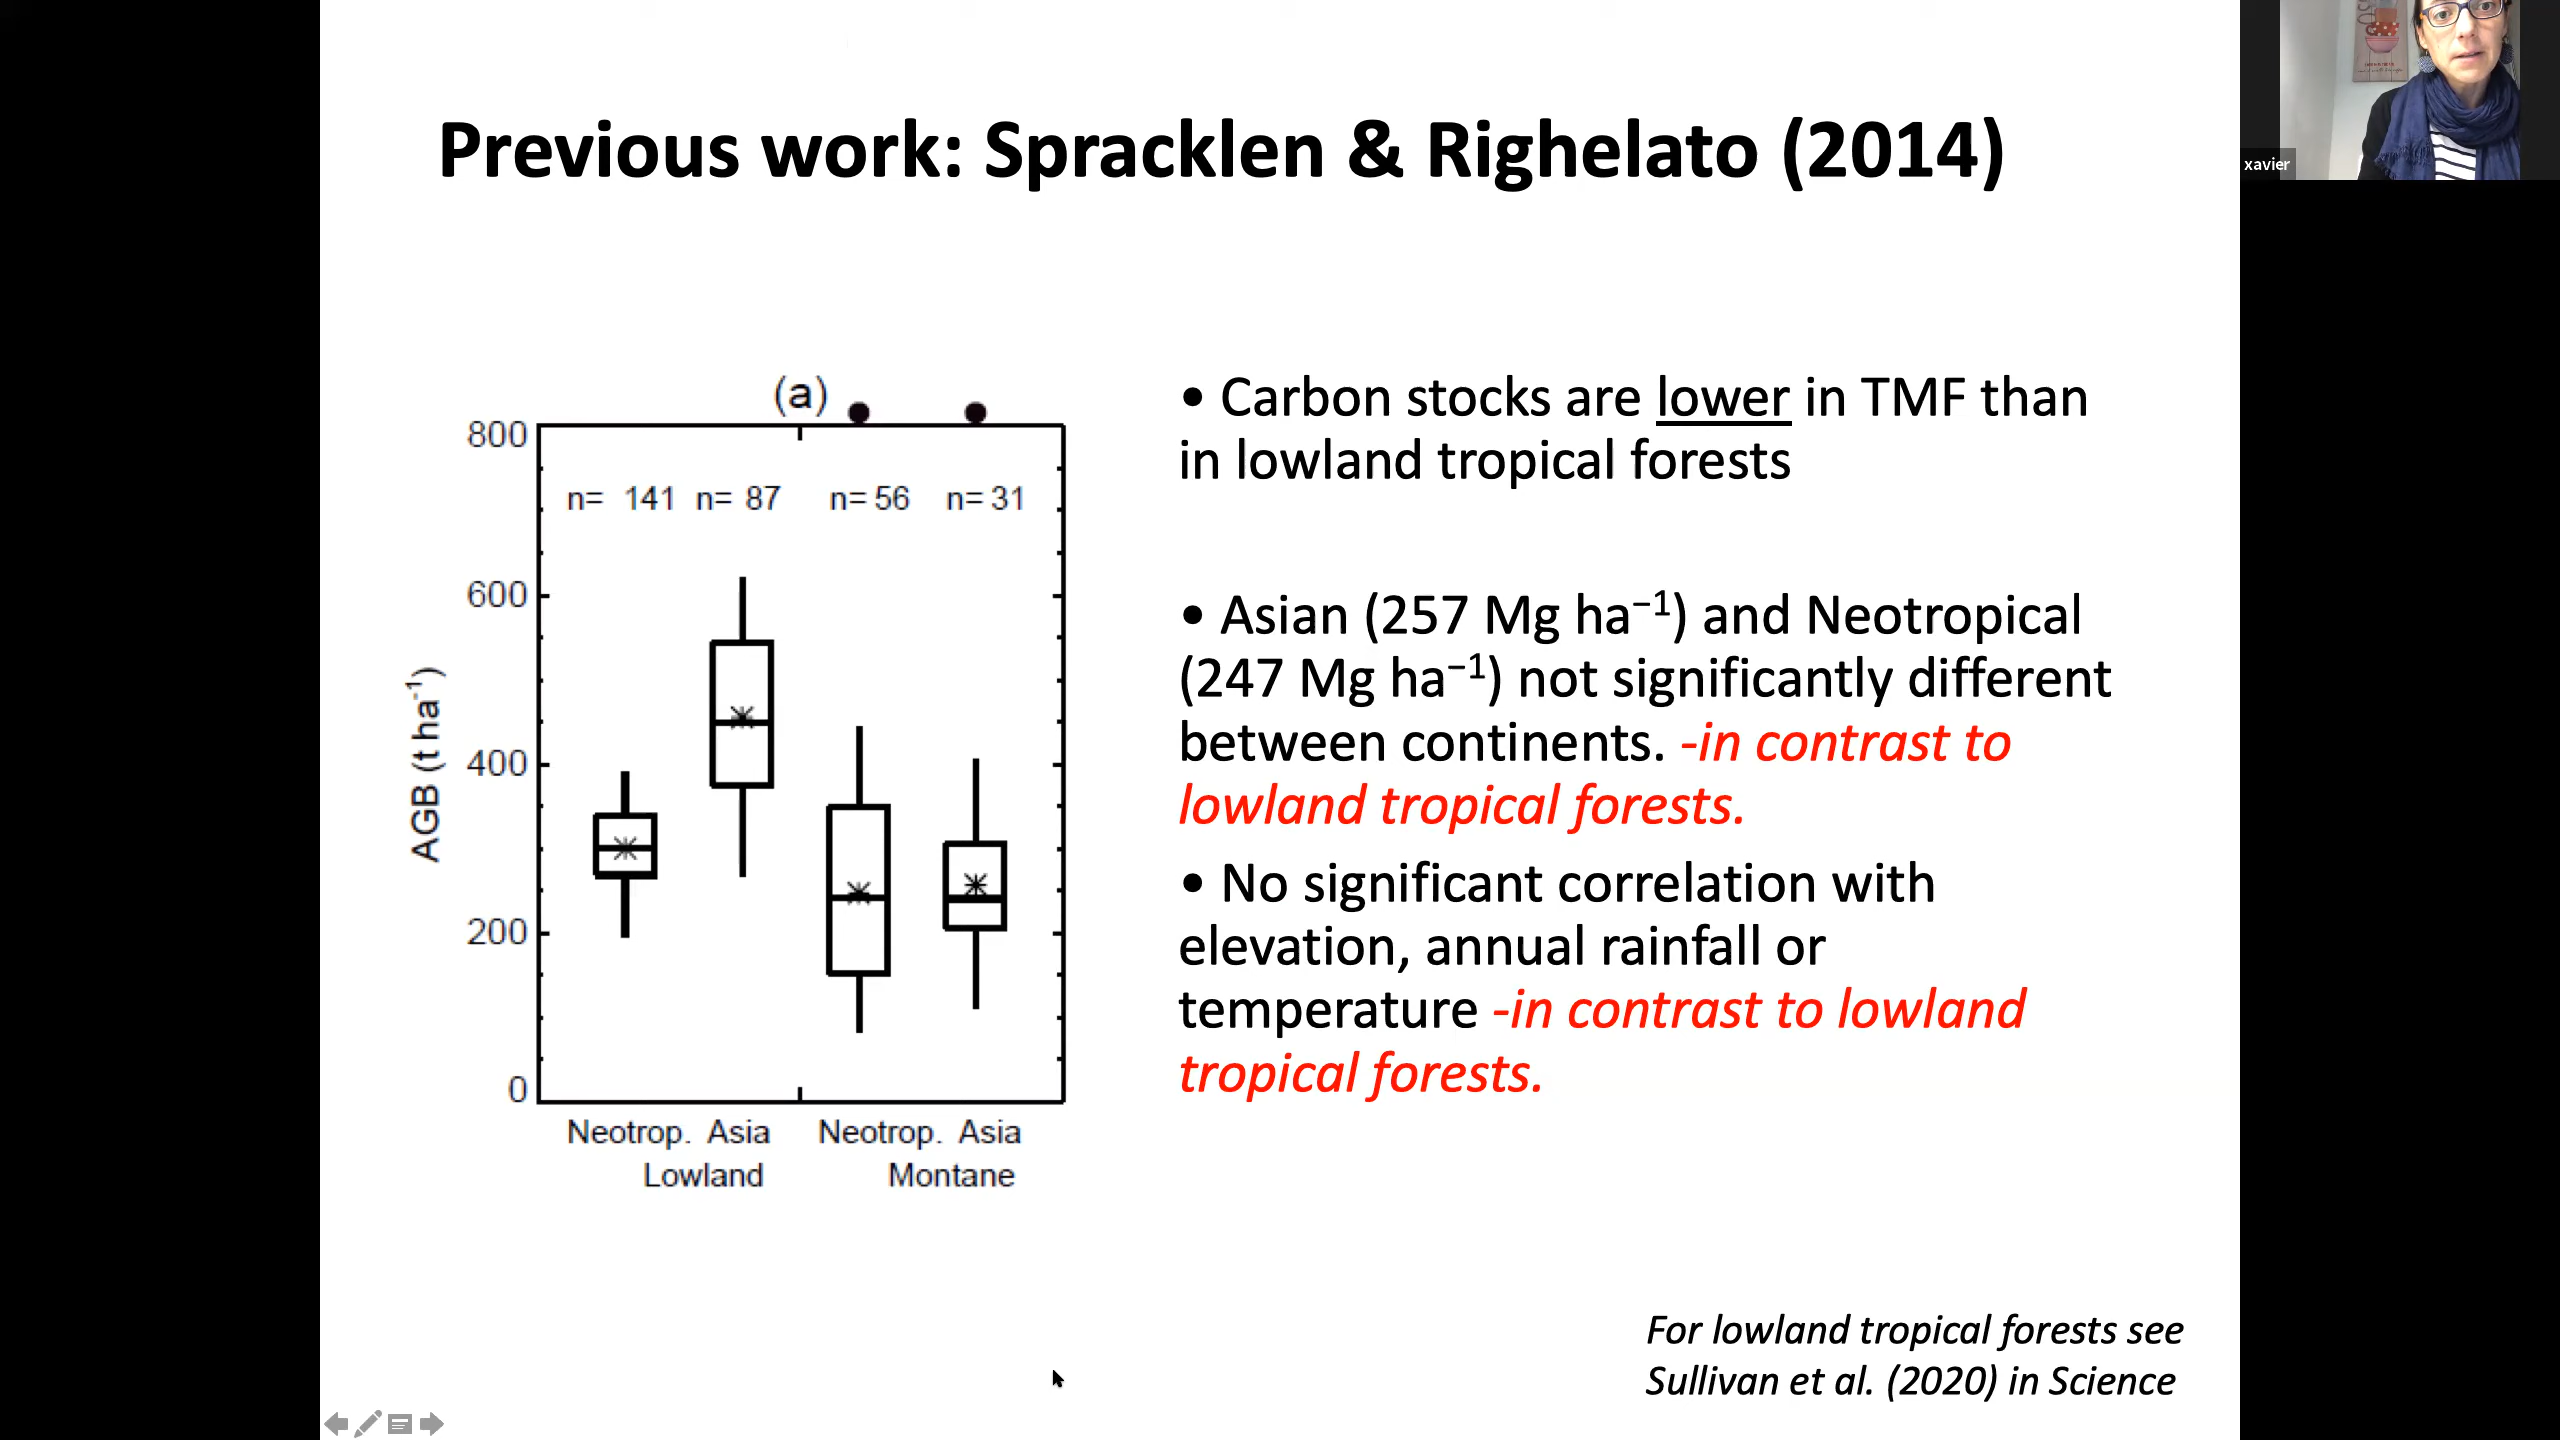 Previous work: Spracklen & Righelato (2014)
xavier
(a)
800
n= 141 n= 87 n= 56 n= 31
600
400
200
0
AGB (t ha⁻¹)
Neotrop. Asia Neotrop. Asia
Lowland Montane
• Carbon stocks are lower in TMF than
in lowland tropical forests
• Asian (257 Mg ha⁻¹) and Neotropical
(247 Mg ha⁻¹) not significantly different
between continents. -in contrast to
lowland tropical forests.
• No significant correlation with
elevation, annual rainfall or
temperature -in contrast to lowland
tropical forests.
For lowland tropical forests see
Sullivan et al. (2020) in Science